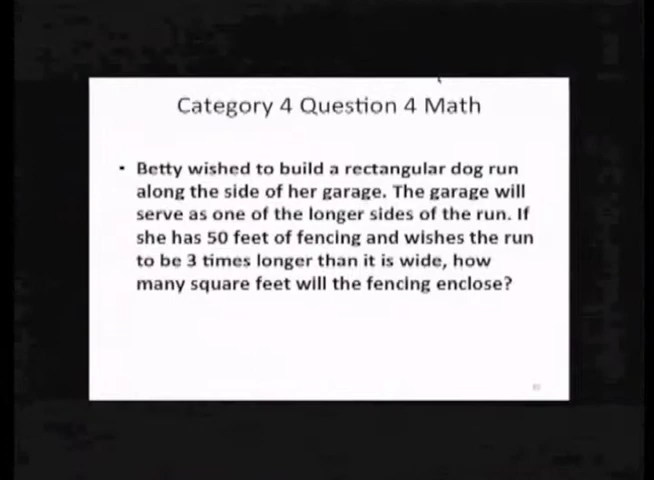 Category 4 Question 4 Math
• Betty wished to build a rectangular dog run
along the side of her garage. The garage will
serve as one of the longer sides of the run. If
she has 50 feet of fencing and wishes the run
to be 3 times longer than it is wide, how
many square feet will the fencing enclose?